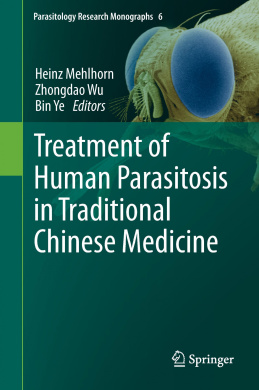 Parasitology Research Monographs 6
Heinz Mehlhorn
Zhongdao Wu
Bin Ye Editors
Treatment of
Human Parasitosis
in Traditional
Chinese Medicine
Springer